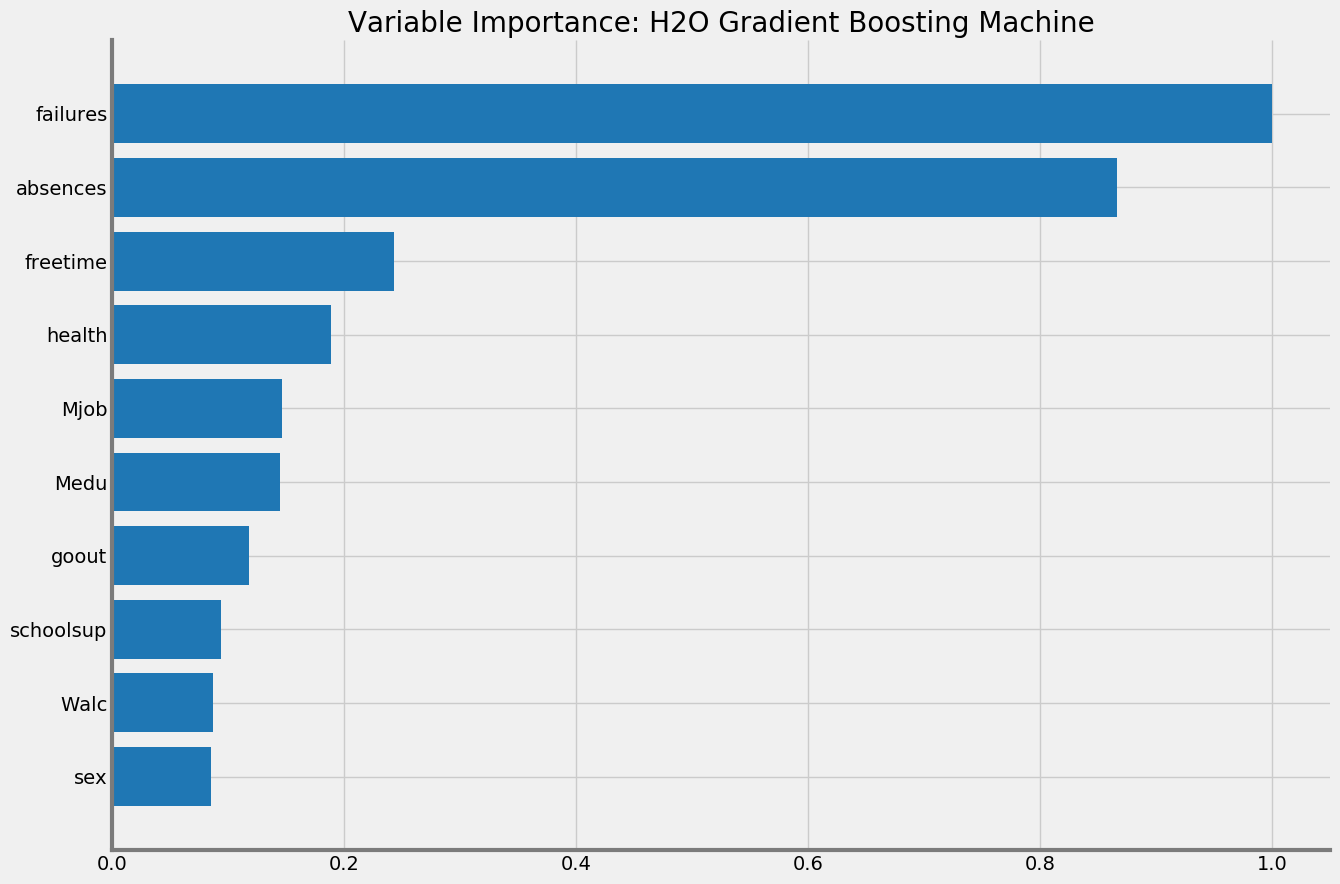 Variable Importance: H2O Gradient Boosting Machine
failures
absences
freetime
health
Mjob
Medu
goout
schoolsup
Walc
sex
0.0 0.2 0.4 0.6 0.8 1.0